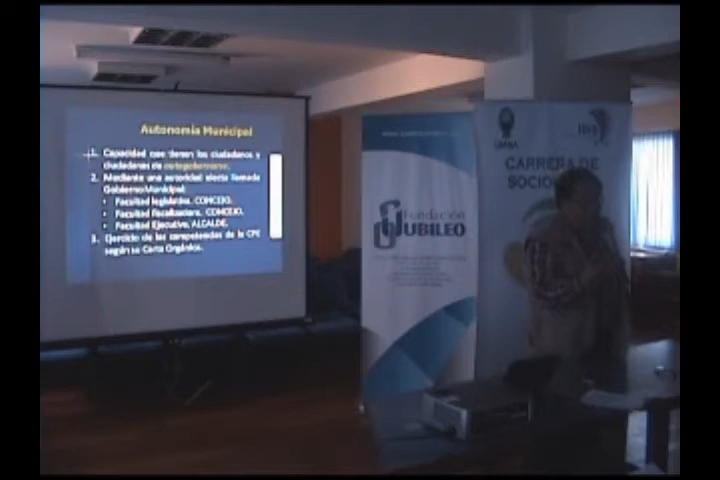 Autonomía Municipal
1. Capacidad que tienen los ciudadanos y
ciudadanas de autogobernarse.
2. Mediante una autoridad electa llamada
Gobierno Municipal:
• Facultad legislativa, CONCEJO.
• Facultad fiscalizadora, CONCEJO.
• Facultad Ejecutiva, ALCALDE.
3. Ejercicio de las competencias de la CPE
según su Carta Orgánica.
Fundación
JUBILEO
UMSA
CARRERA DE